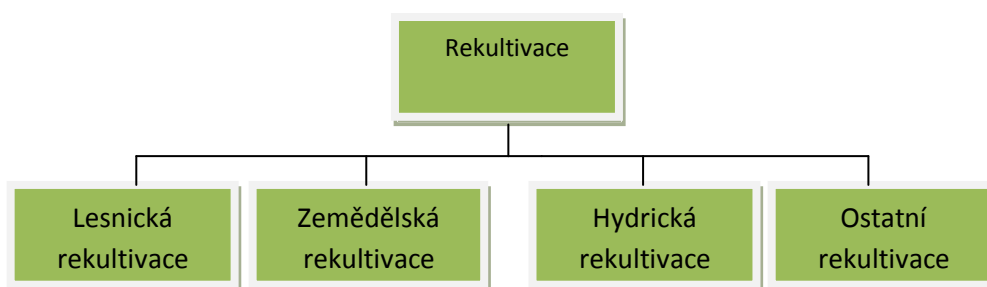 Rekultivace
Lesnická
rekultivace
Zemědělská
rekultivace
Hydrická
rekultivace
Ostatní
rekultivace